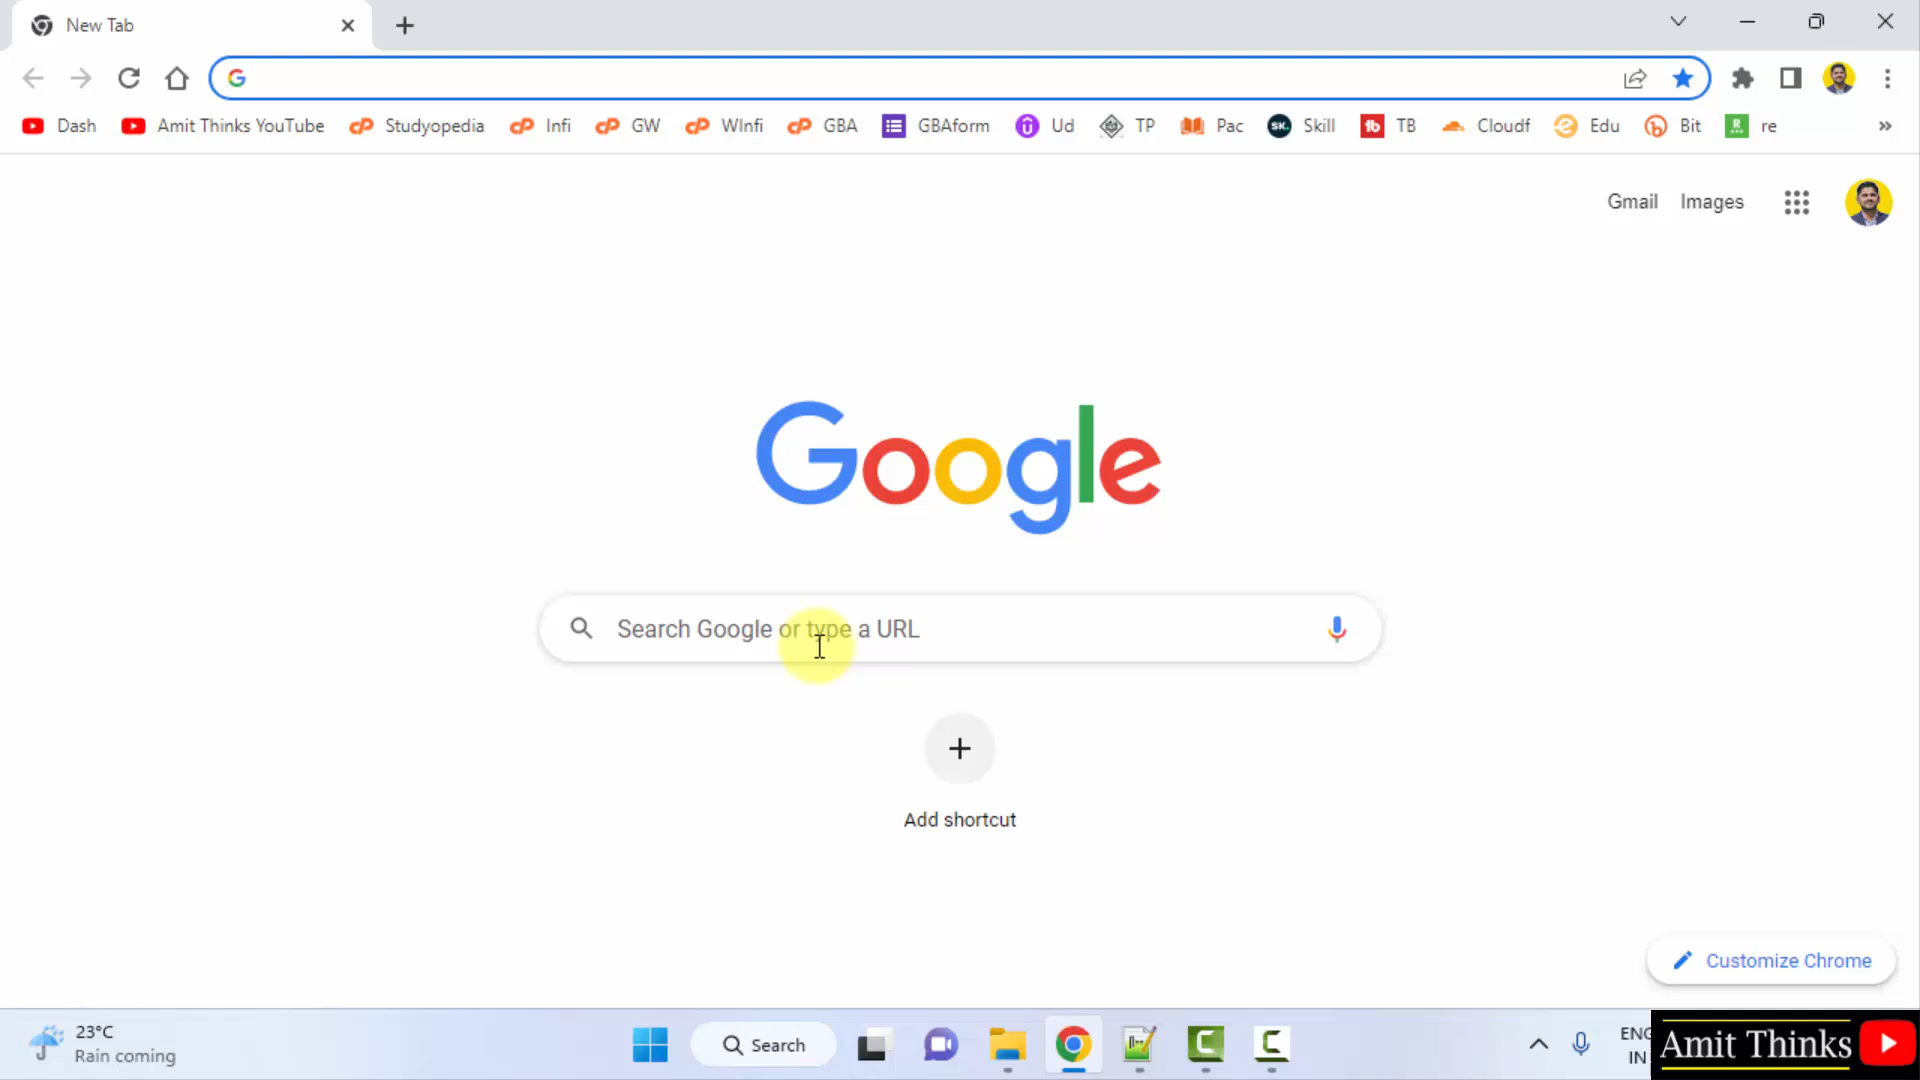 New Tab
Dash
Amit Thinks YouTube
Studyopedia
Infi
GW
WInfi
GBA
GBAform
Ud
TP
Pac
SK. Skill
tb TB
Cloudf
Edu
Bit
R re
Gmail
Images
Google
Search Google or type a URL
Add shortcut
Customize Chrome
23°C
Rain coming
Search
ENG
IN
Amit Thinks